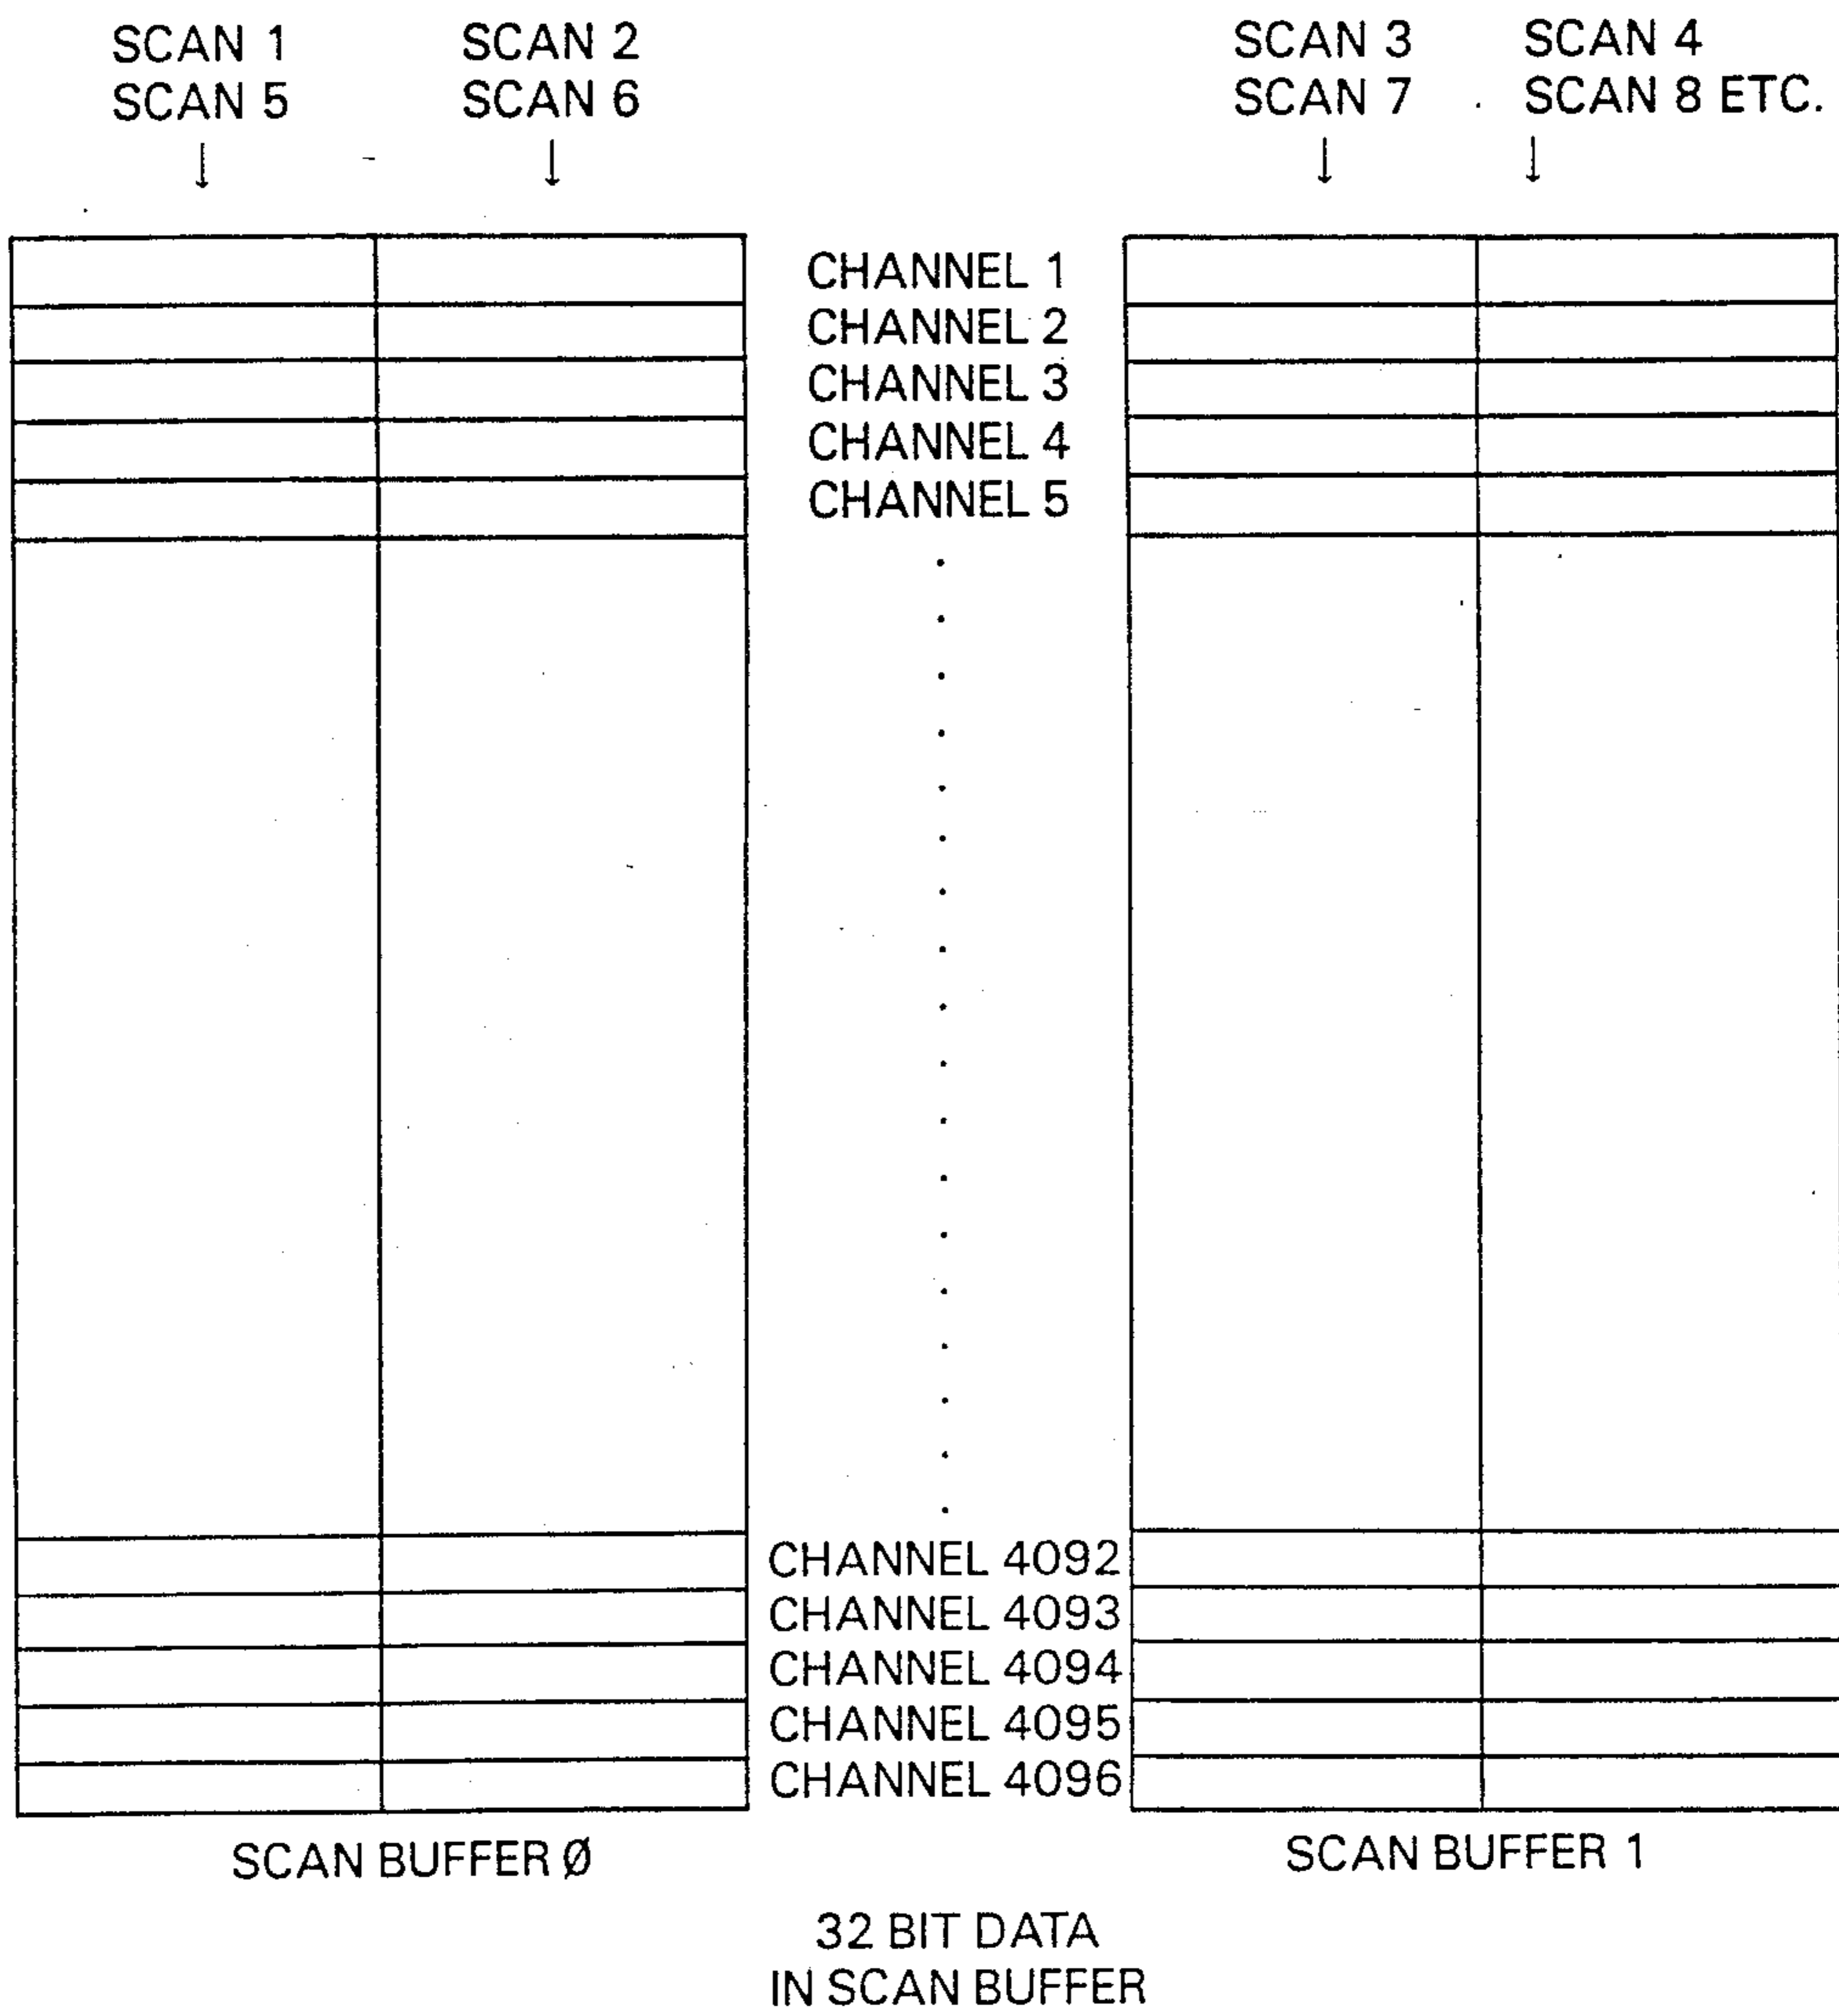 SCAN 1 SCAN 2 SCAN 3 SCAN 4
SCAN 5 SCAN 6 SCAN 7 SCAN 8 ETC.
CHANNEL 1
CHANNEL 2
CHANNEL 3
CHANNEL 4
CHANNEL 5
CHANNEL 4092
CHANNEL 4093
CHANNEL 4094
CHANNEL 4095
CHANNEL 4096
SCAN BUFFER Ø SCAN BUFFER 1
32 BIT DATA
IN SCAN BUFFER